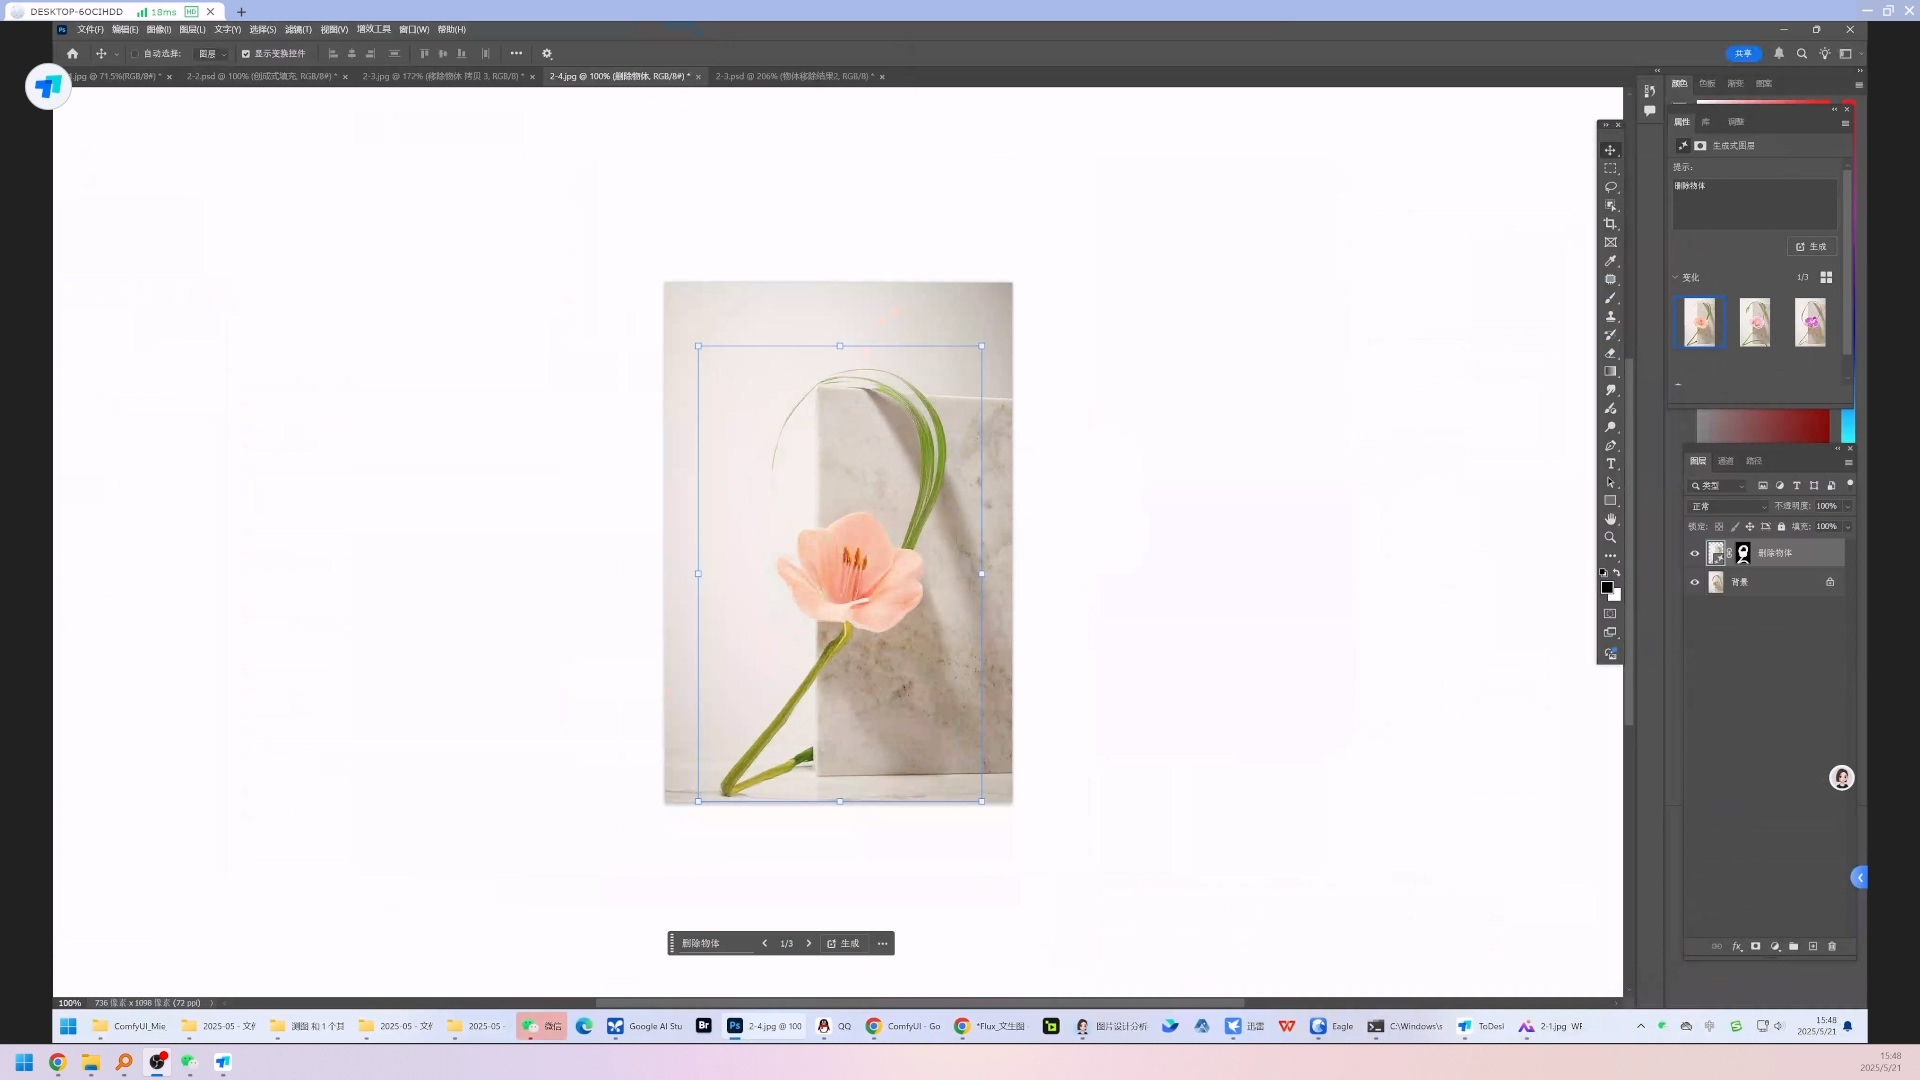 DESKTOP-6OCIHDD 18ms HD
文件(F) 编辑(E) 图像(I) 图层(L) 文字(Y) 选择(S) 滤镜(T) 视图(V) 增效工具 窗口(W) 帮助(H)
自动选择: 图层 显示变换控件 共享
.jpg @ 71.5%(RGB/8#) * 2-2.psd @ 100% (创成式填充, RGB/8#) * 2-3.jpg @ 172% (移除物体 拷贝 3, RGB/8) * 2-4.jpg @ 100% (删除物体, RGB/8#) * 2-3.psd @ 206% (物体移除结果2, RGB/8) *
颜色 色板 渐变 图案
属性 库 调整
生成式图层
提示:
删除物体
生成
变化 1/3
图层 通道 路径
类型
正常 不透明度: 100%
锁定: 填充: 100%
删除物体
背景
删除物体 1/3 生成
100% 736 像素 x 1098 像素 (72 ppi)
ComfyUI_Mie 2025-05 - 文件 测图 和 1 个其 2025-05 - 文件 2025-05 - 微信 Google AI Stu Br Ps 2-4.jpg @ 100 QQ ComfyUI - Go *Flux_文生图 图片设计分析 迅雷 Eagle C:\Windows\s ToDesl 2-1.jpg WF 中
15:48
2025/5/21
15:48
2025/5/21